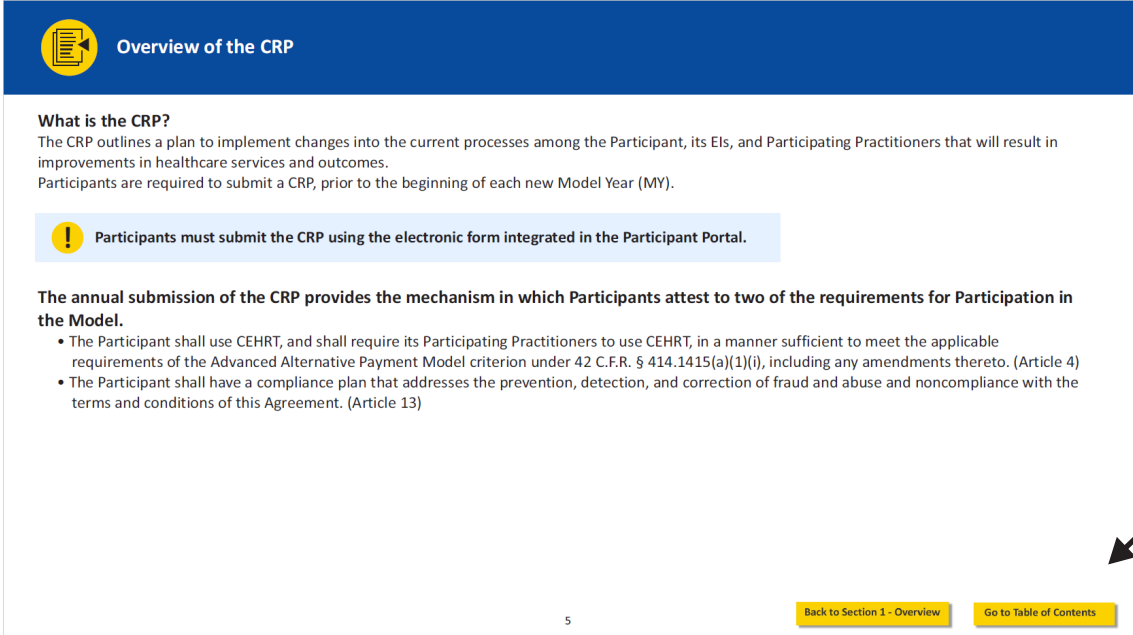 Overview of the CRP
What is the CRP?
The CRP outlines a plan to implement changes into the current processes among the Participant, its EIs, and Participating Practitioners that will result in
improvements in healthcare services and outcomes.
Participants are required to submit a CRP, prior to the beginning of each new Model Year (MY).
! Participants must submit the CRP using the electronic form integrated in the Participant Portal.
The annual submission of the CRP provides the mechanism in which Participants attest to two of the requirements for Participation in
the Model.
• The Participant shall use CEHRT, and shall require its Participating Practitioners to use CEHRT, in a manner sufficient to meet the applicable
requirements of the Advanced Alternative Payment Model criterion under 42 C.F.R. § 414.1415(a)(1)(i), including any amendments thereto. (Article 4)
• The Participant shall have a compliance plan that addresses the prevention, detection, and correction of fraud and abuse and noncompliance with the
terms and conditions of this Agreement. (Article 13)
Back to Section 1 - Overview
Go to Table of Contents
5